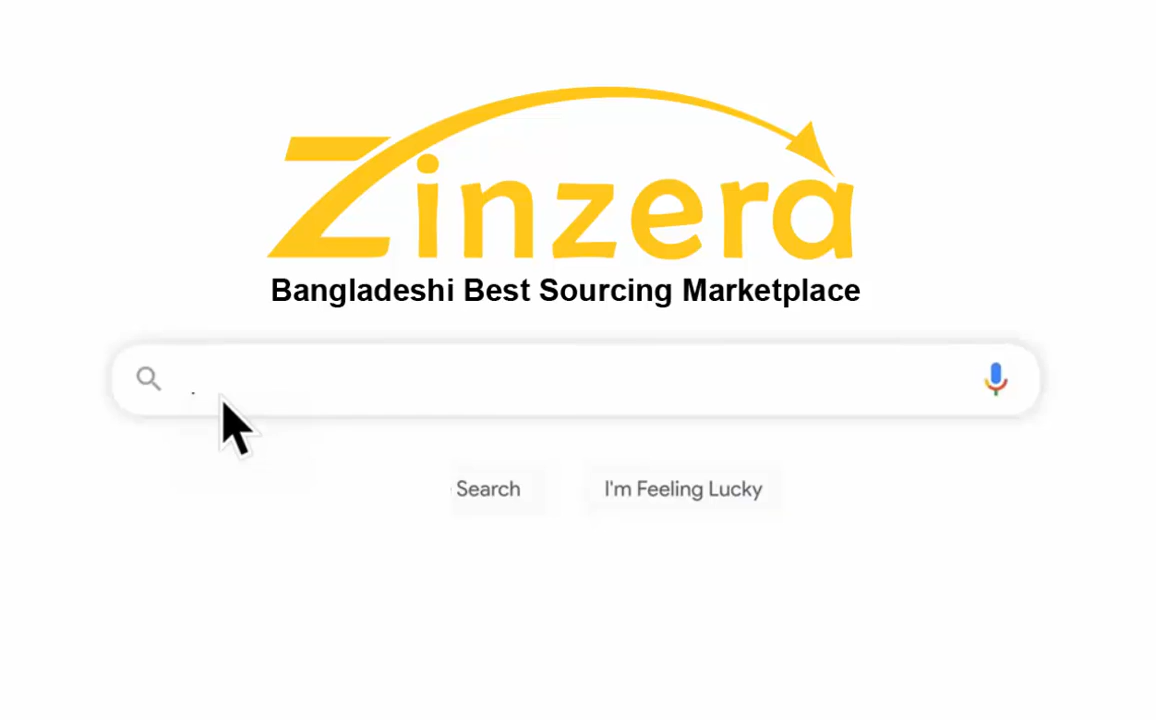 Zinzera
Bangladeshi Best Sourcing Marketplace
.
Search
I'm Feeling Lucky